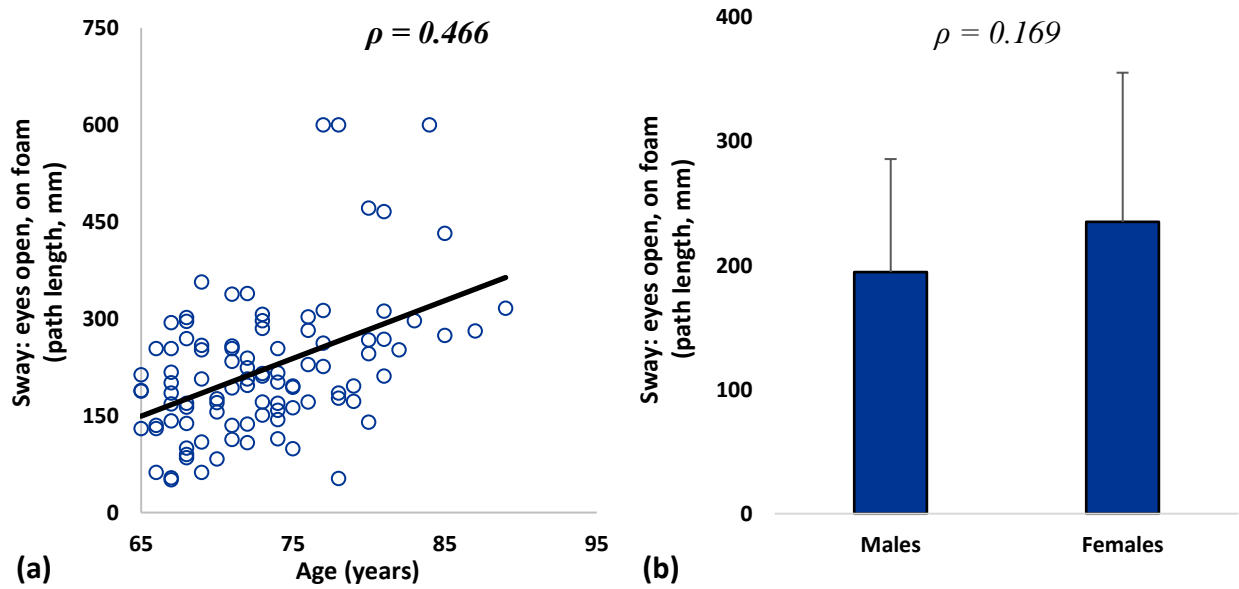 ρ = 0.466
Sway: eyes open, on foam
(path length, mm)
750
600
450
300
150
0
65
75
85
95
Age (years)
(a)
ρ = 0.169
Sway: eyes open, on foam
(path length, mm)
400
300
200
100
0
Males
Females
(b)